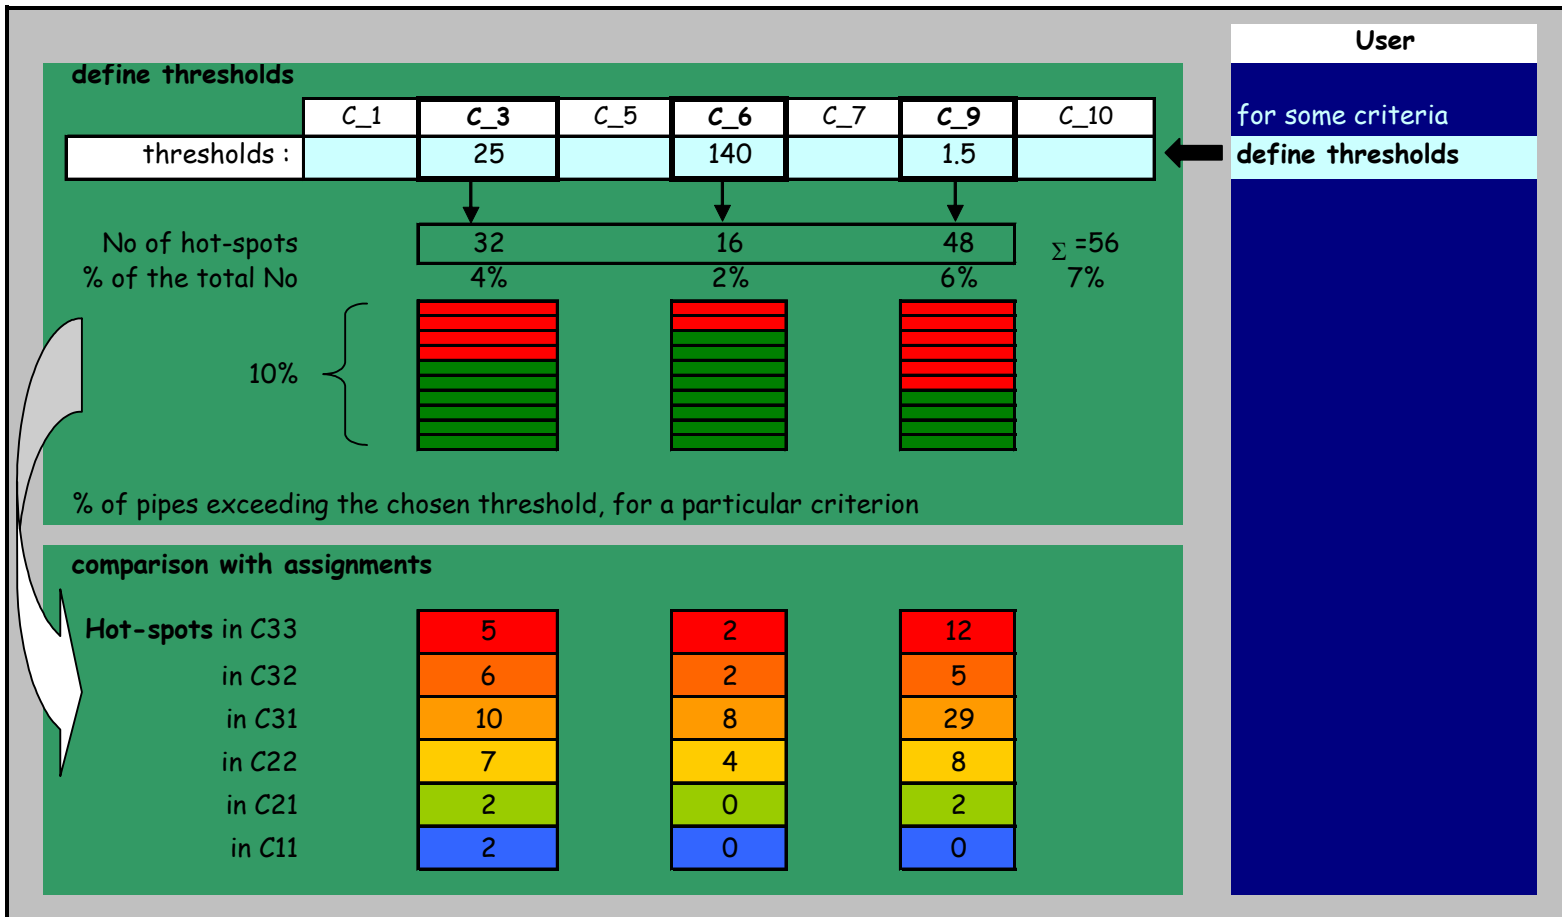 User
define thresholds
C_1 C_3 C_5 C_6 C_7 C_9 C_10
for some criteria
thresholds : 25 140 1.5
define thresholds
No of hot-spots 32 16 48 Σ =56
% of the total No 4% 2% 6% 7%
10%
% of pipes exceeding the chosen threshold, for a particular criterion
comparison with assignments
Hot-spots in C33 5 2 12
in C32 6 2 5
in C31 10 8 29
in C22 7 4 8
in C21 2 0 2
in C11 2 0 0